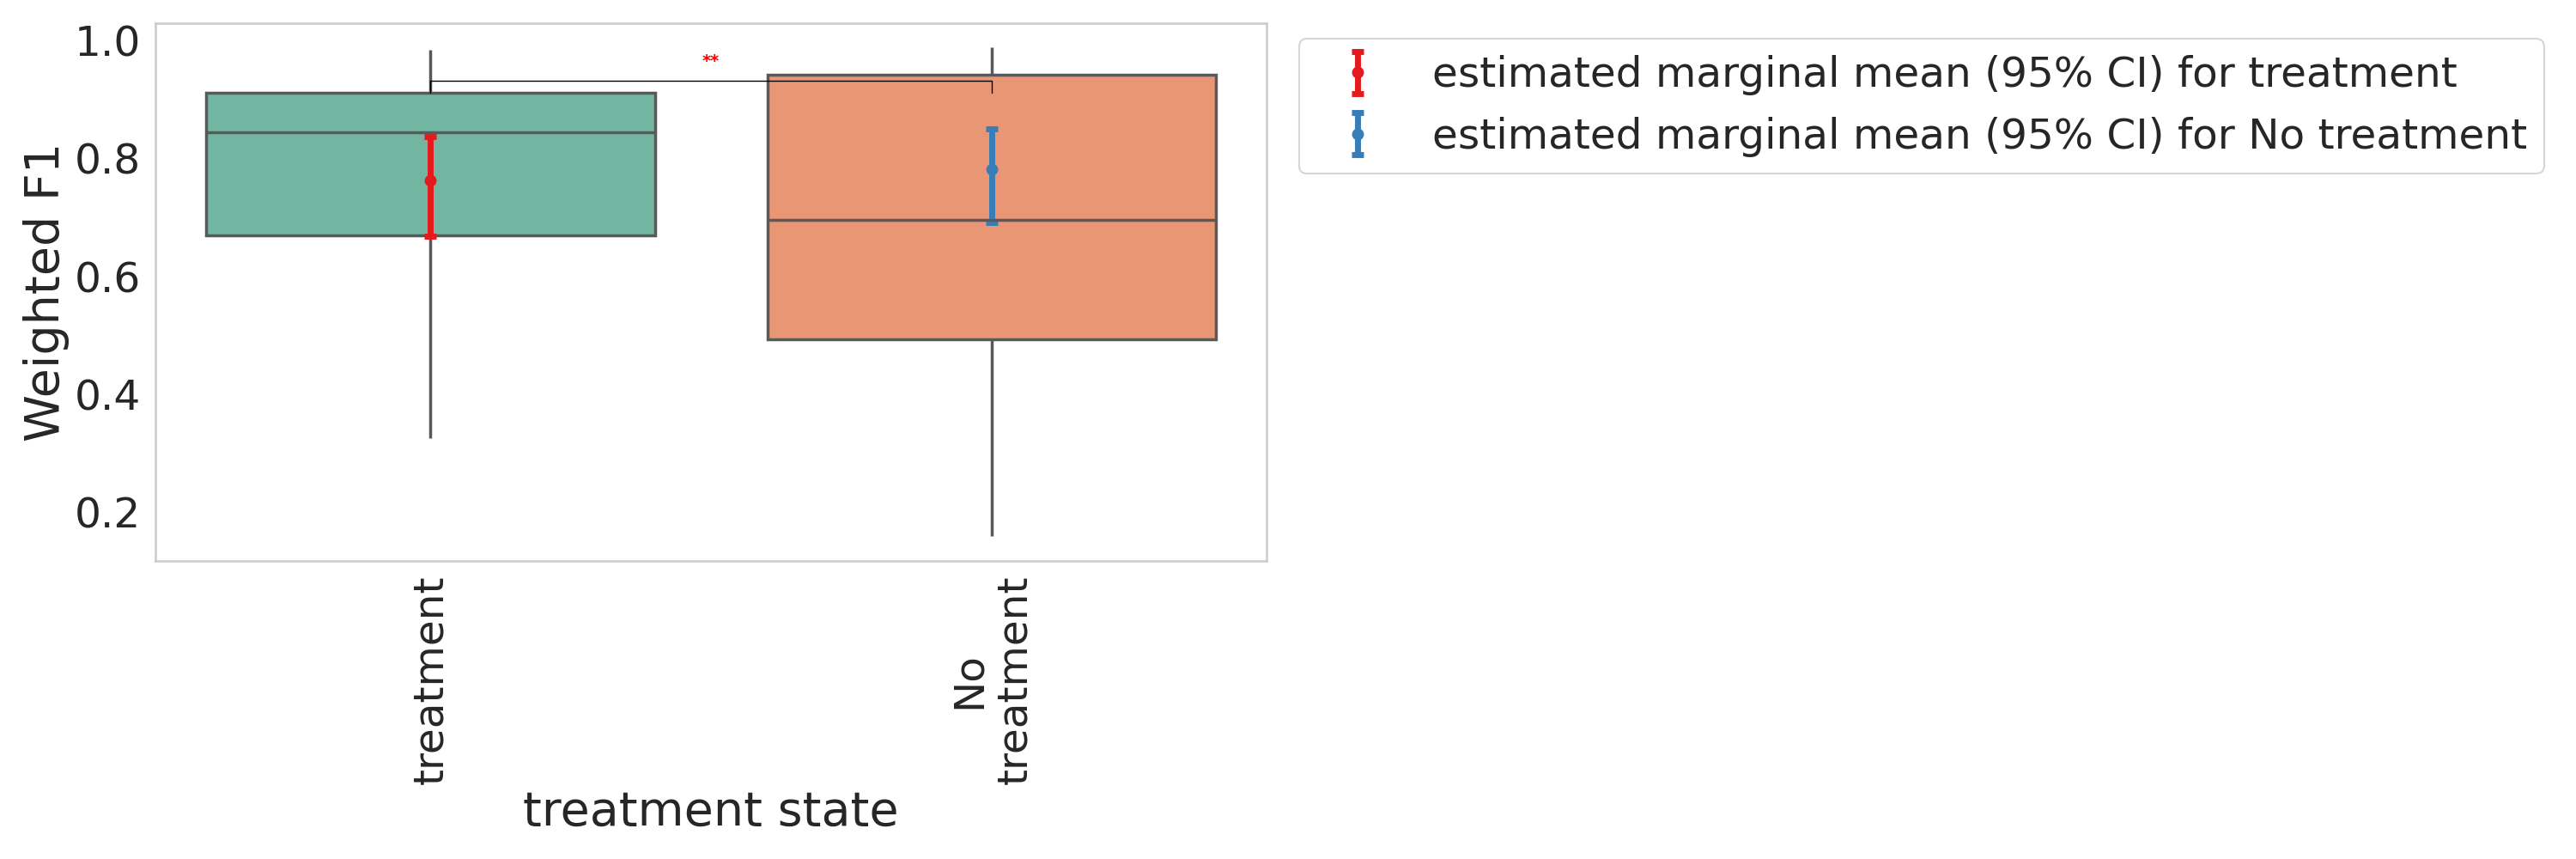 Weighted F1
1.0
0.8
0.6
0.4
0.2
**
treatment
No
treatment
treatment state
estimated marginal mean (95% CI) for treatment
estimated marginal mean (95% CI) for No treatment